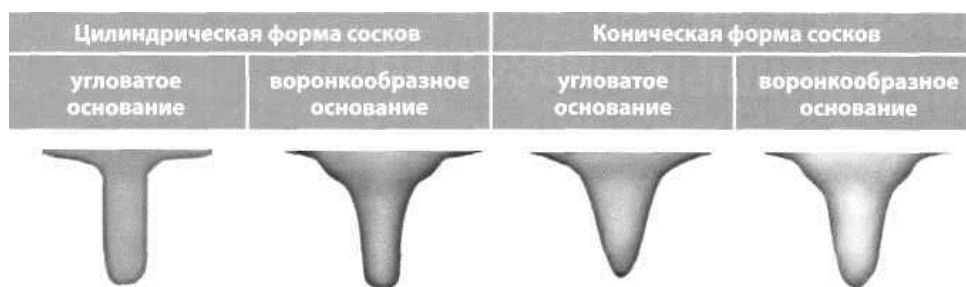 Цилиндрическая форма сосков
Коническая форма сосков
угловатое
основание
воронкообразное
основание
угловатое
основание
воронкообразное
основание